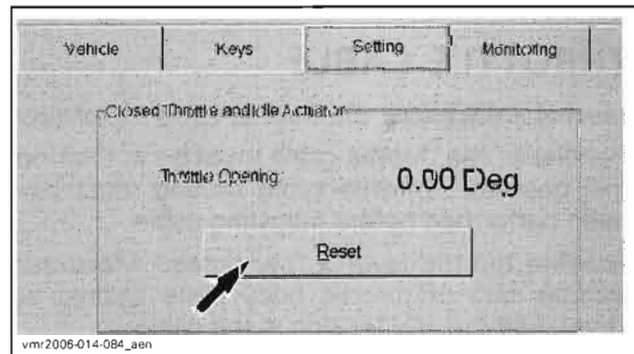 Vehicle Keys Setting Monitoring
Closed Throttle and Idle Actuator
Throttle Opening: 0.00 Deg
Reset
vmr2006-014-084_aen